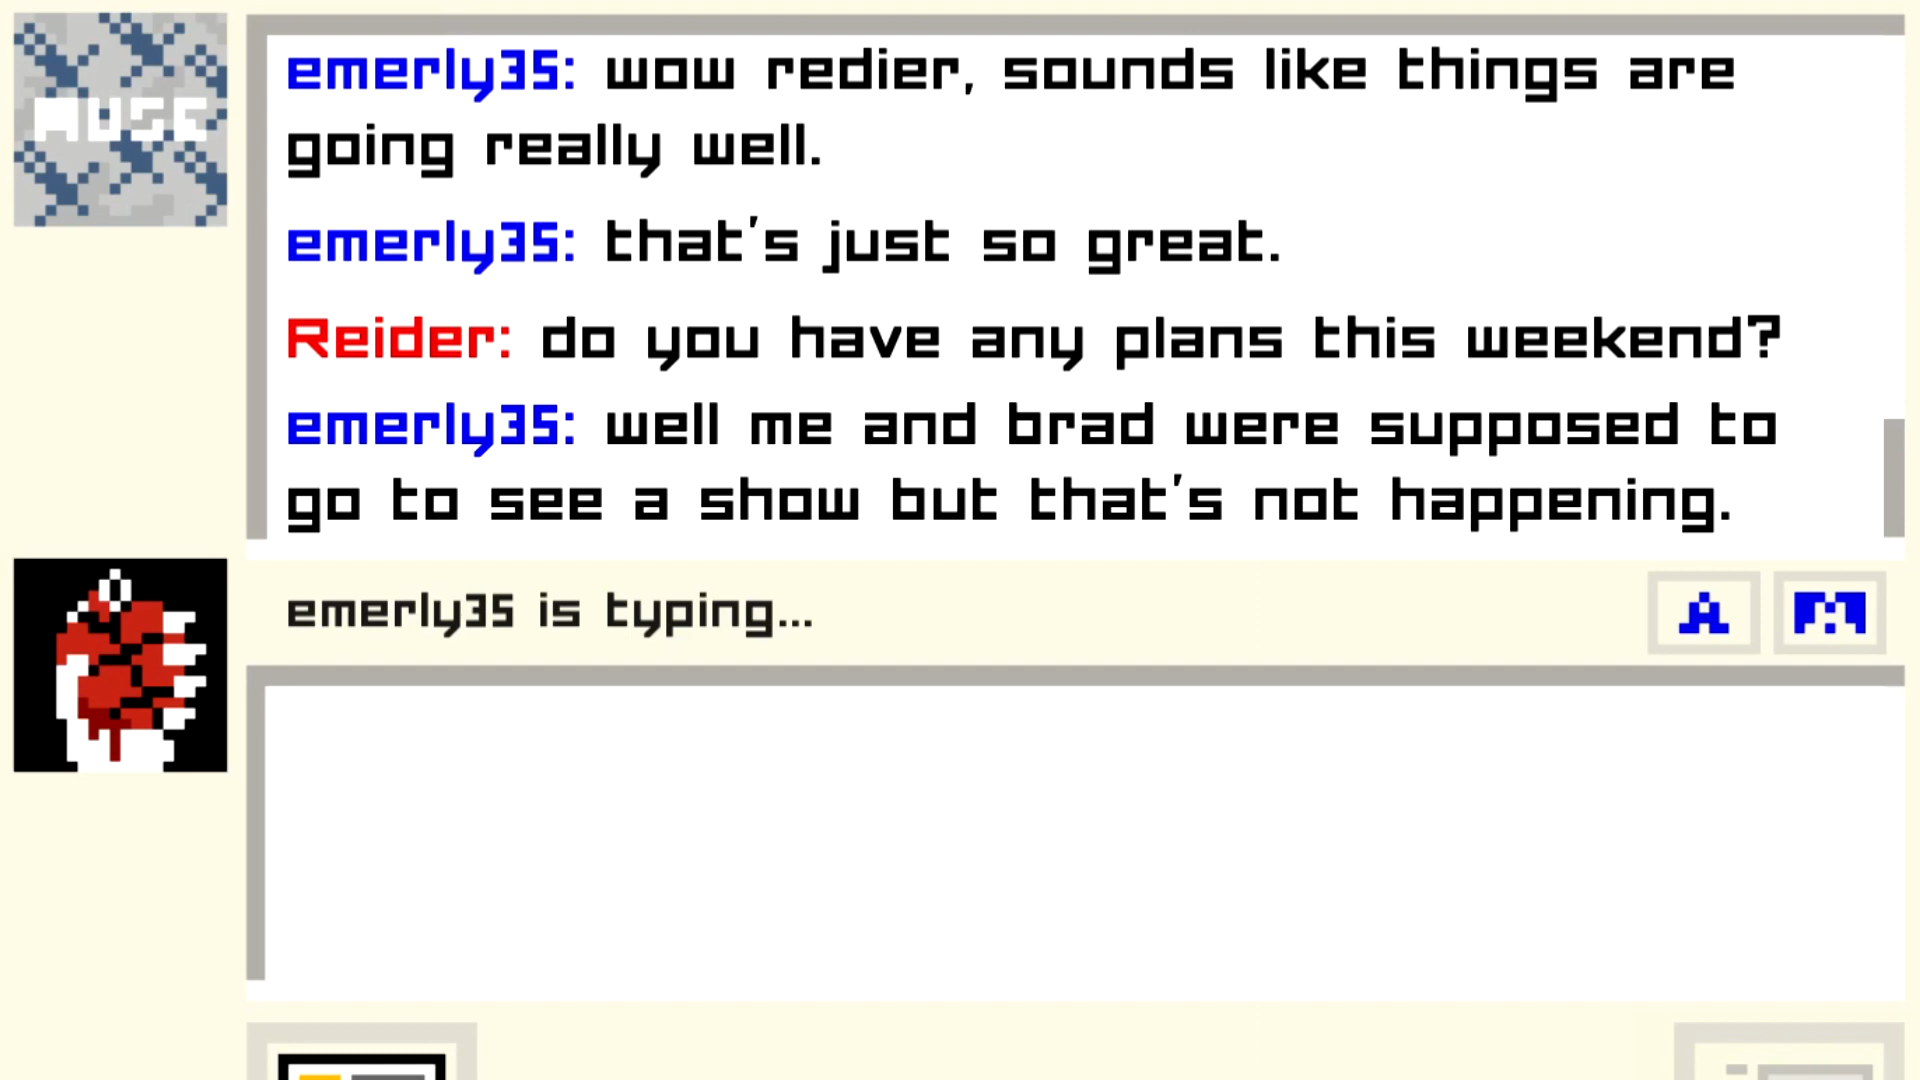 MUSE
emerly35: wow redier, sounds like things are
going really well.
emerly35: that's just so great.
Reider: do you have any plans this weekend?
emerly35: well me and brad were supposed to
go to see a show but that's not happening.
emerly35 is typing...
A